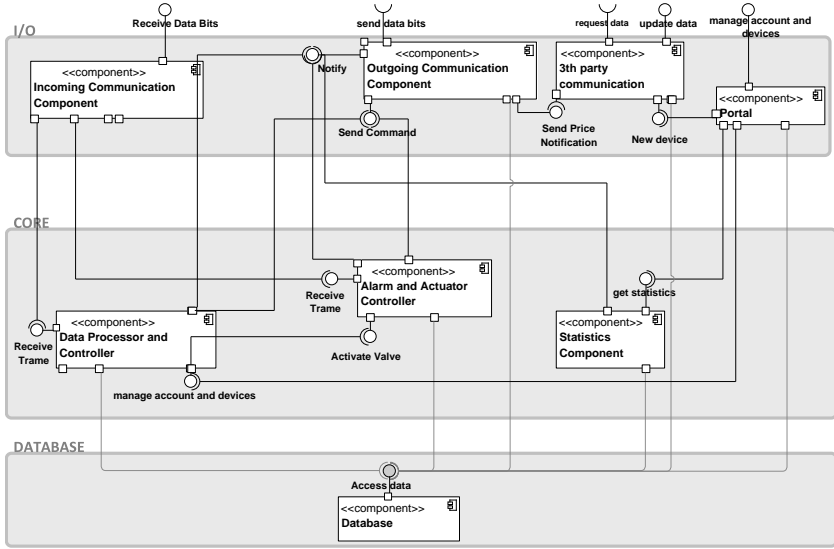 Receive Data Bits
send data bits
request data
update data
manage account and
devices
I/O
<<component>>
Incoming Communication
Component
Notify
<<component>>
Outgoing Communication
Component
<<component>>
3th party
communication
<<component>>
Portal
Send Command
Send Price
Notification
New device
CORE
<<component>>
Alarm and Actuator
Controller
Receive
Trame
get statistics
<<component>>
Data Processor and
Controller
Receive
Trame
Activate Valve
<<component>>
Statistics
Component
manage account and devices
DATABASE
Access data
<<component>>
Database